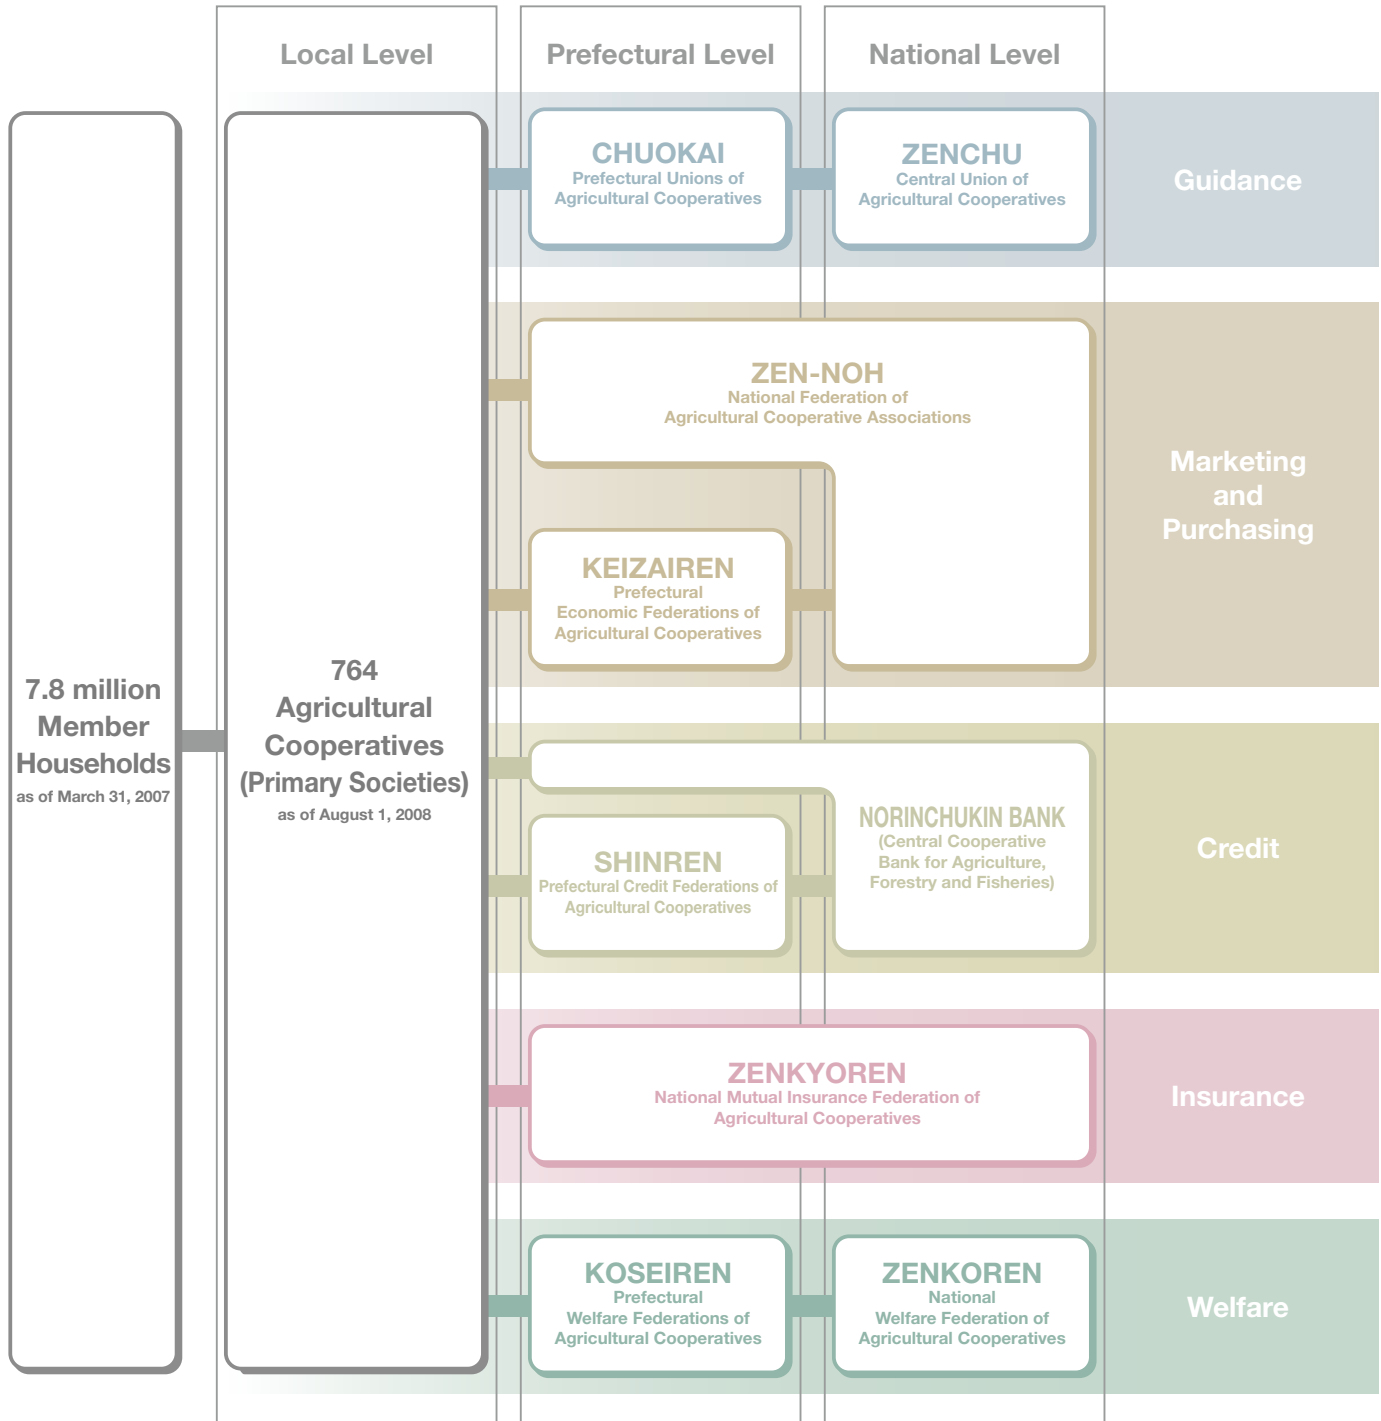 Local Level
Prefectural Level
National Level
7.8 million
Member
Households
as of March 31, 2007
764
Agricultural
Cooperatives
(Primary Societies)
as of August 1, 2008
CHUOKAI
Prefectural Unions of
Agricultural Cooperatives
ZENCHU
Central Union of
Agricultural Cooperatives
Guidance
ZEN-NOH
National Federation of
Agricultural Cooperative Associations
KEIZAIREN
Prefectural
Economic Federations of
Agricultural Cooperatives
Marketing
and
Purchasing
SHINREN
Prefectural Credit Federations of
Agricultural Cooperatives
NORINCHUKIN BANK
(Central Cooperative
Bank for Agriculture,
Forestry and Fisheries)
Credit
ZENKYOREN
National Mutual Insurance Federation of
Agricultural Cooperatives
Insurance
KOSEIREN
Prefectural
Welfare Federations of
Agricultural Cooperatives
ZENKOREN
National
Welfare Federation of
Agricultural Cooperatives
Welfare